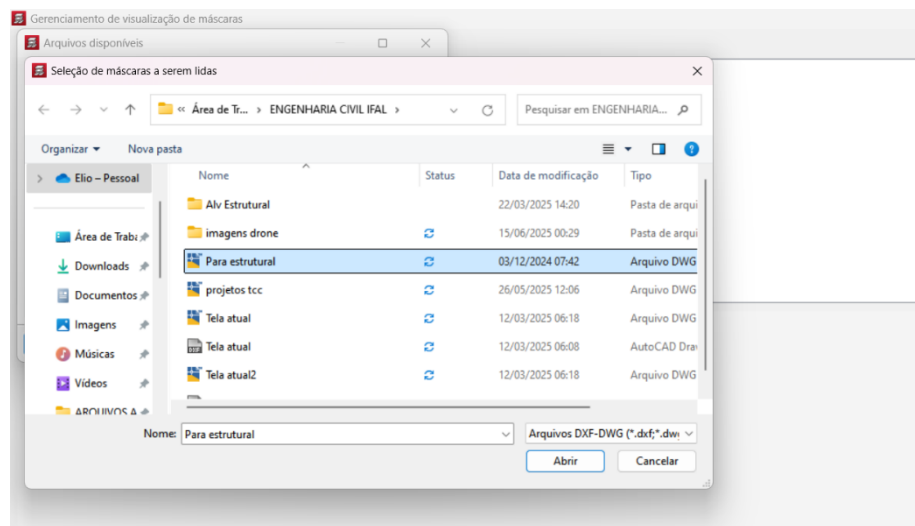 Gerenciamento de visualização de máscaras
Arquivos disponíveis
Seleção de máscaras a serem lidas
« Área de Tr... > ENGENHARIA CIVIL IFAL >
Pesquisar em ENGENHARIA...
Organizar Nova pasta
Elio – Pessoal
Nome Status Data de modificação Tipo
Alv Estrutural 22/03/2025 14:20 Pasta de arqui
Área de Traba imagens drone 15/06/2025 00:29 Pasta de arqui
Downloads Para estrutural 03/12/2024 07:42 Arquivo DWG
Documentos projetos tcc 26/05/2025 12:06 Arquivo DWG
Imagens Tela atual 12/03/2025 06:18 Arquivo DWG
Músicas Tela atual 12/03/2025 06:08 AutoCAD Dra
Vídeos Tela atual2 12/03/2025 06:18 Arquivo DWG
ARQUIVOS A
Nome: Para estrutural Arquivos DXF-DWG (*.dxf;*.dw
Abrir Cancelar